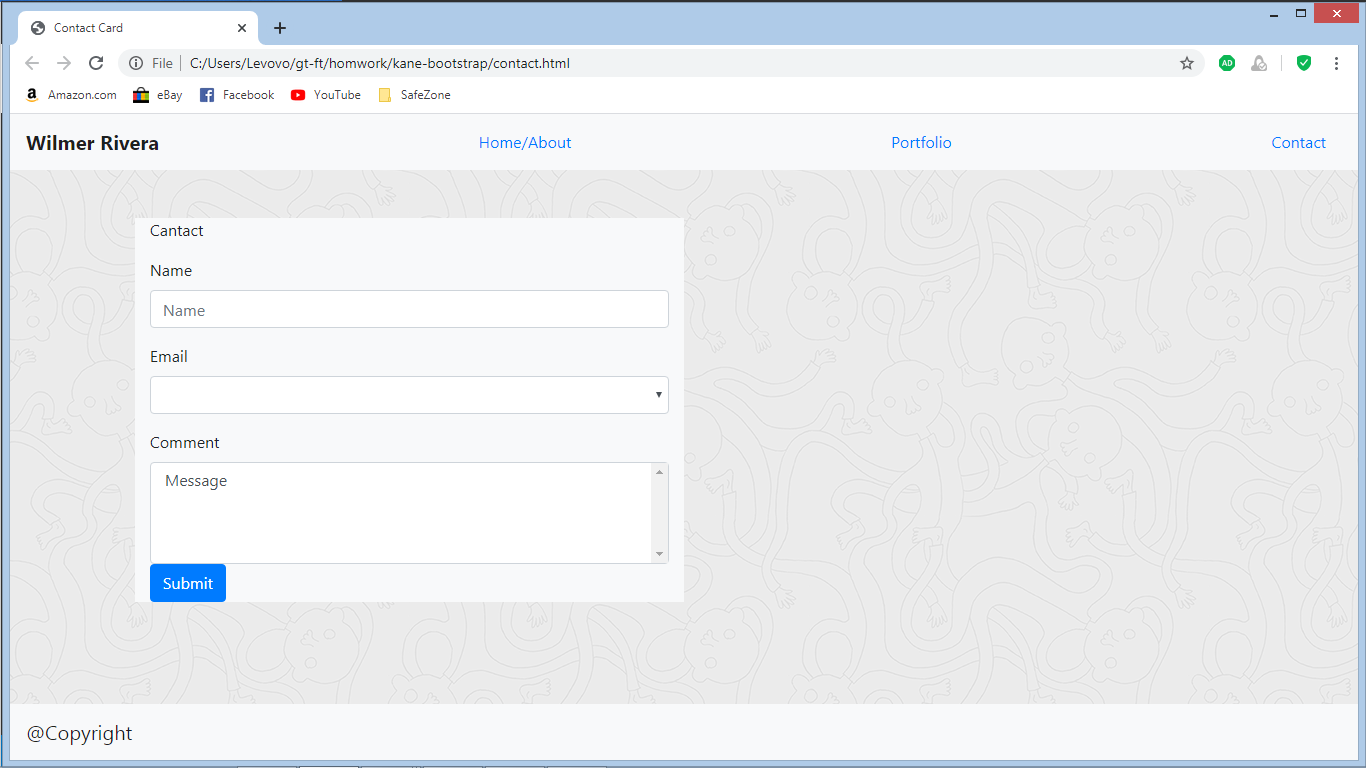 Contact Card
File C:/Users/Levovo/gt-ft/homwork/kane-bootstrap/contact.html
AD
Amazon.com eBay Facebook YouTube SafeZone
Wilmer Rivera Home/About Portfolio Contact
Cantact
Name
Name
Email
Comment
Message
Submit
@Copyright